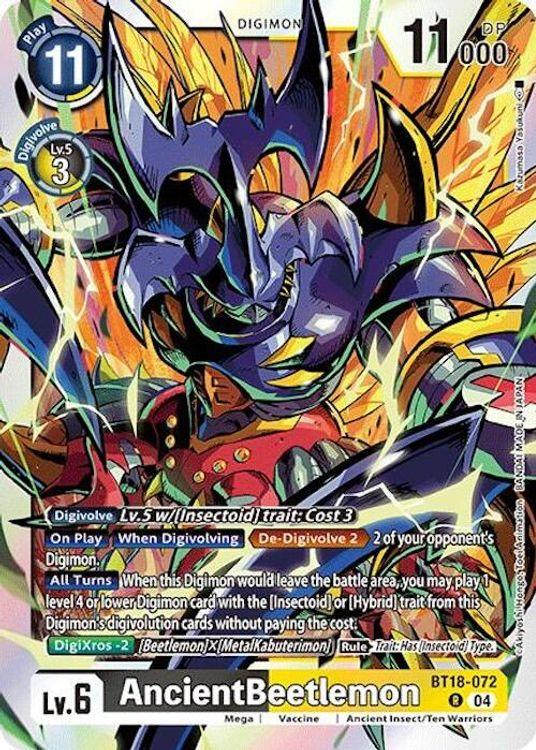 Play
11
DIGIMON
11000
DP
Digivolve
Lv.5
3
Kazumasa Yasukuni
Digivolve Lv.5 w/[Insectoid] trait: Cost 3
On Play When Digivolving De-Digivolve 2 2 of your opponent's
Digimon.
All Turns When this Digimon would leave the battle area, you may play 1
level 4 or lower Digimon card with the [Insectoid] or [Hybrid] trait from this
Digimon's digivolution cards without paying the cost.
DigiXros -2 [Beetlemon]×[MetalKabuterimon] Rule Trait: Has [Insectoid] Type.
©Akiyoshi Hongo, Toei Animation BANDAI MADE IN JAPAN
Lv.6 AncientBeetlemon BT18-072
R 04
Mega | Vaccine | Ancient Insect/Ten Warriors